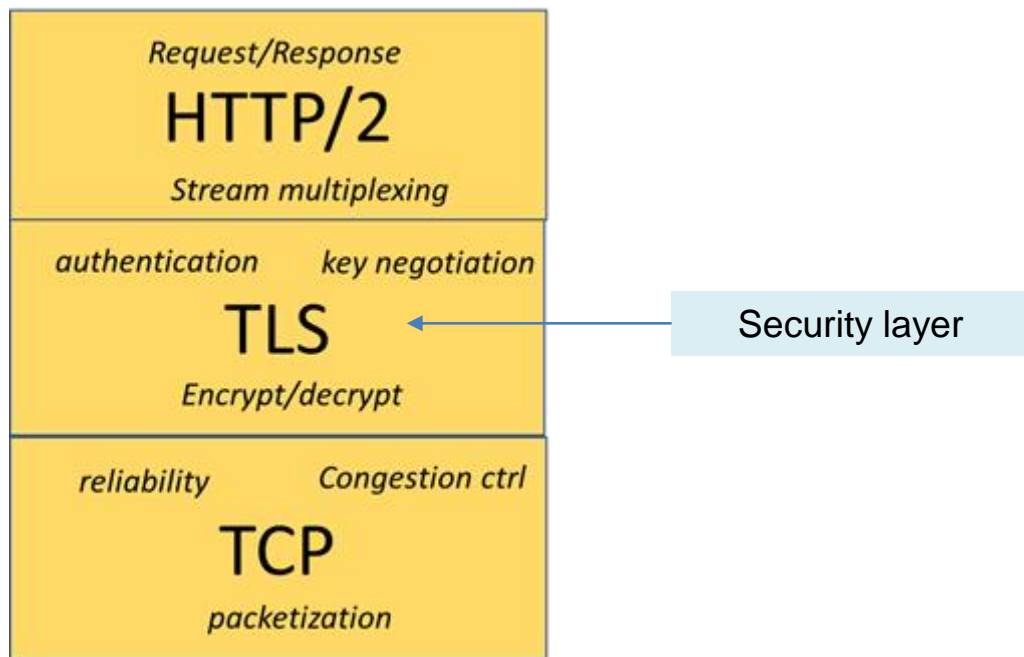 Request/Response
HTTP/2
Stream multiplexing
authentication key negotiation
TLS
Security layer
Encrypt/decrypt
reliability Congestion ctrl
TCP
packetization